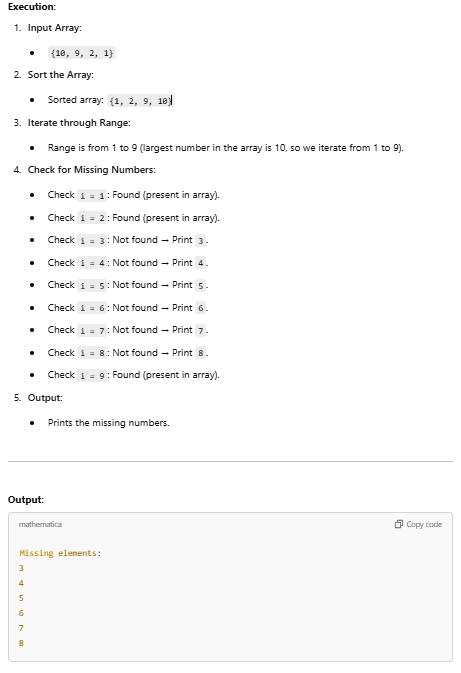 Execution:
1. Input Array:
• {10, 9, 2, 1}
2. Sort the Array:
• Sorted array: {1, 2, 9, 10}
3. Iterate through Range:
• Range is from 1 to 9 (largest number in the array is 10, so we iterate from 1 to 9).
4. Check for Missing Numbers:
• Check i = 1: Found (present in array).
• Check i = 2: Found (present in array).
• Check i = 3: Not found → Print 3.
• Check i = 4: Not found → Print 4.
• Check i = 5: Not found → Print 5.
• Check i = 6: Not found → Print 6.
• Check i = 7: Not found → Print 7.
• Check i = 8: Not found → Print 8.
• Check i = 9: Found (present in array).
5. Output:
• Prints the missing numbers.
Output:
mathematica Copy code
Missing elements:
3
4
5
6
7
8